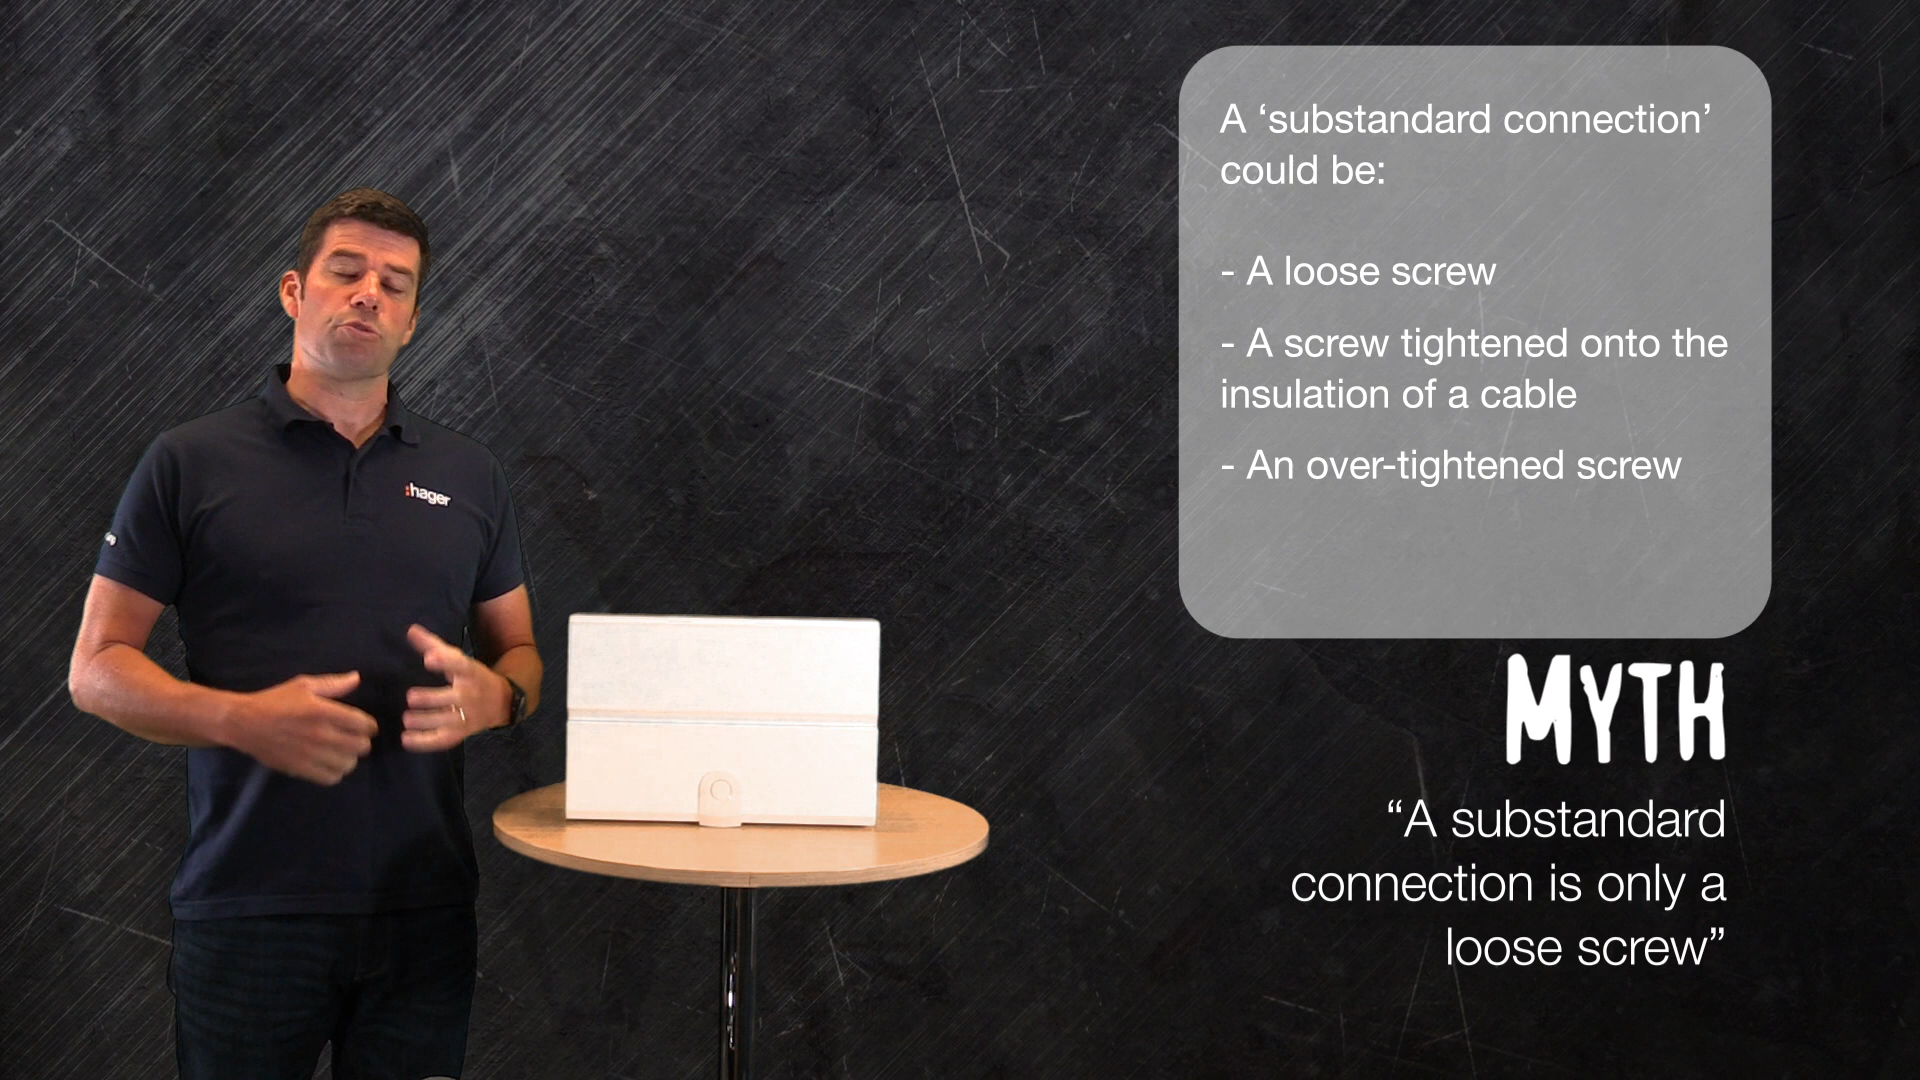 A ‘substandard connection’
could be:
- A loose screw
- A screw tightened onto the
insulation of a cable
- An over-tightened screw
:hager
MYTH
“A substandard
connection is only a
loose screw”